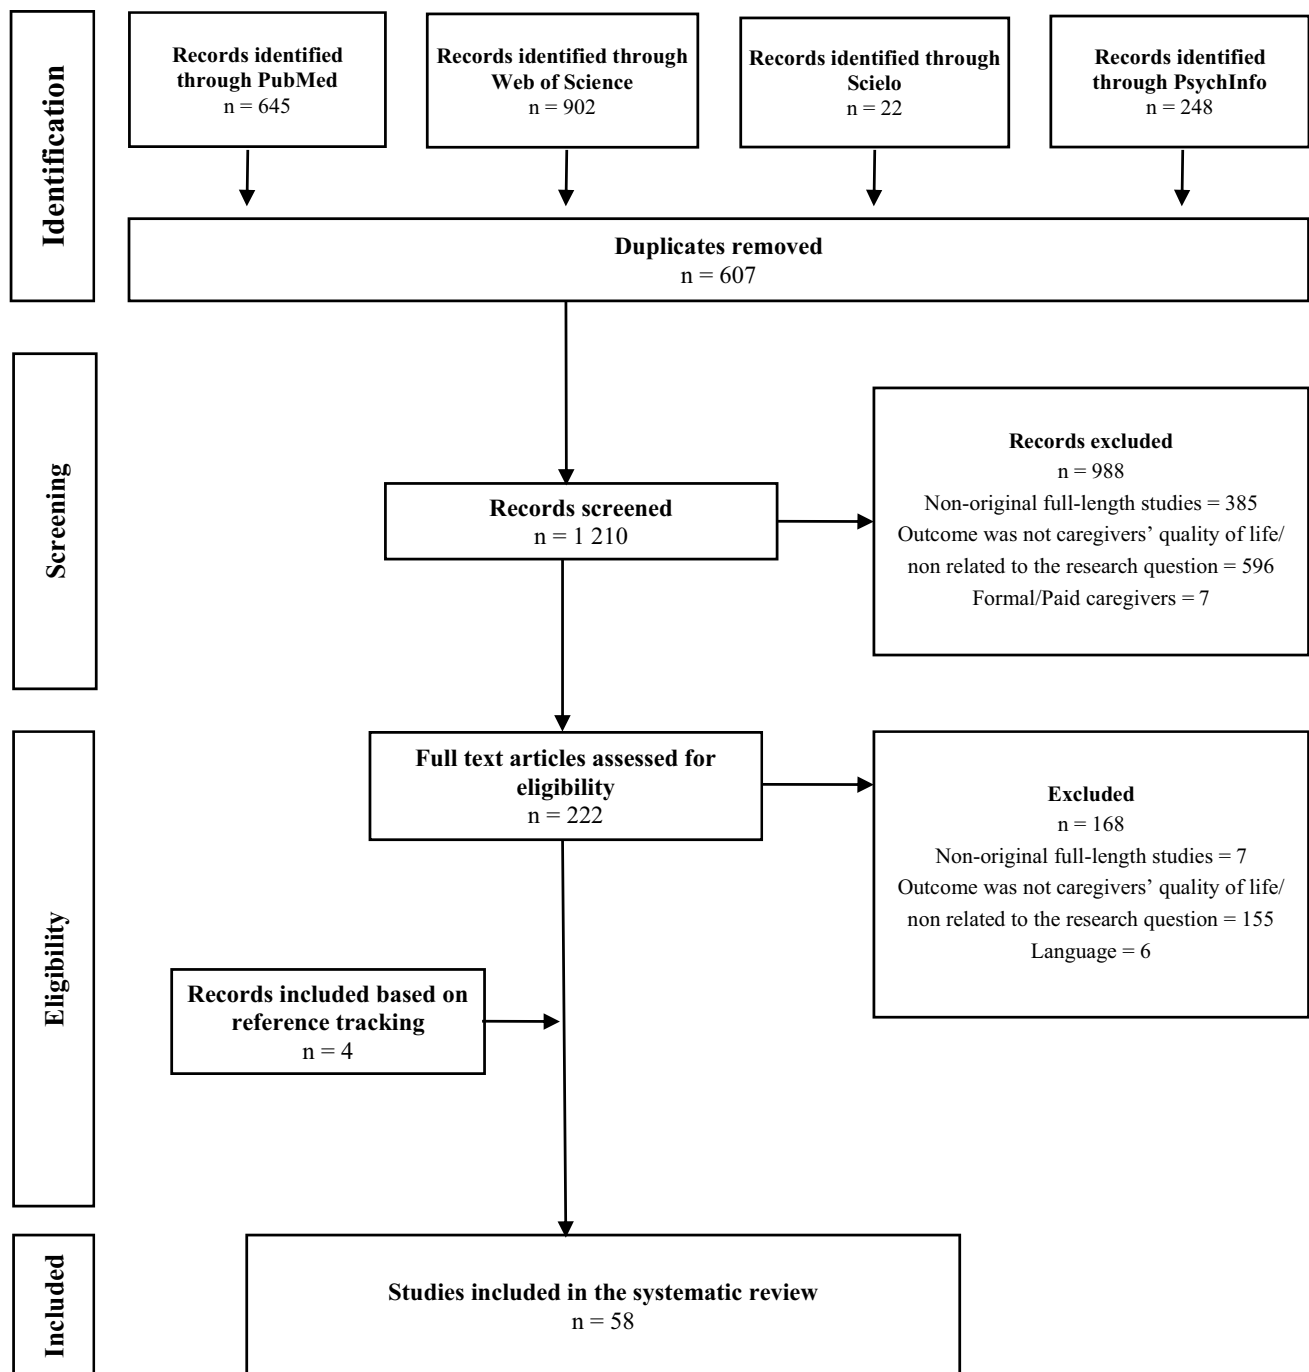 Identification
Records identified
through PubMed
n = 645
Records identified through
Web of Science
n = 902
Records identified through
Scielo
n = 22
Records identified
through PsychInfo
n = 248
Duplicates removed
n = 607
Screening
Records screened
n = 1 210
Records excluded
n = 988
Non-original full-length studies = 385
Outcome was not caregivers’ quality of life/
non related to the research question = 596
Formal/Paid caregivers = 7
Eligibility
Full text articles assessed for
eligibility
n = 222
Excluded
n = 168
Non-original full-length studies = 7
Outcome was not caregivers’ quality of life/
non related to the research question = 155
Language = 6
Records included based on
reference tracking
n = 4
Included
Studies included in the systematic review
n = 58